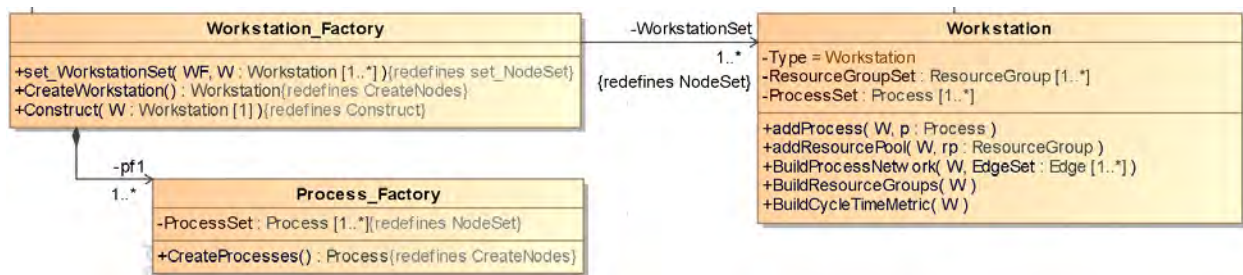 Workstation_Factory
+set_WorkstationSet( WF, W : Workstation [1..*] ){redefines set_NodeSet}
+CreateWorkstation() : Workstation{redefines CreateNodes}
+Construct( W : Workstation [1] ){redefines Construct}
-WorkstationSet
1..*
{redefines NodeSet}
Workstation
-Type = Workstation
-ResourceGroupSet : ResourceGroup [1..*]
-ProcessSet : Process [1..*]
+addProcess( W, p : Process )
+addResourcePool( W, rp : ResourceGroup )
+BuildProcessNetwork( W, EdgeSet : Edge [1..*] )
+BuildResourceGroups( W )
+BuildCycleTimeMetric( W )
-pf1
1..*
Process_Factory
-ProcessSet : Process [1..*]{redefines NodeSet}
+CreateProcesses() : Process{redefines CreateNodes}